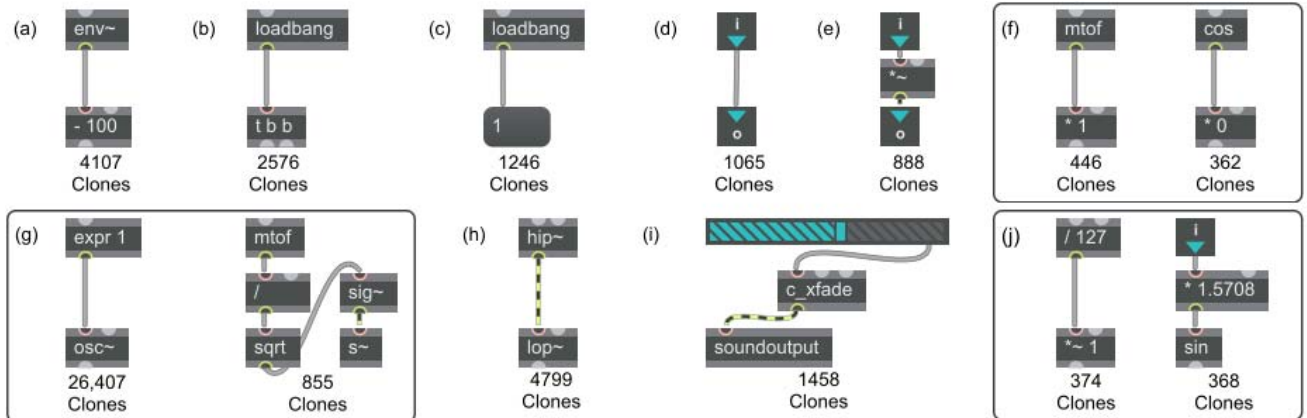 (a)
env~
- 100
4107
Clones
(b)
loadbang
t b b
2576
Clones
(c)
loadbang
1
1246
Clones
(d)
i
o
1065
Clones
(e)
i
*~
o
888
Clones
(f)
mtof
* 1
446
Clones
cos
* 0
362
Clones
(g)
expr 1
osc~
26,407
Clones
mtof
/
sqrt
sig~
s~
855
Clones
(h)
hip~
lop~
4799
Clones
(i)
c_xfade
soundoutput
1458
Clones
(j)
/ 127
*~ 1
374
Clones
i
* 1.5708
sin
368
Clones